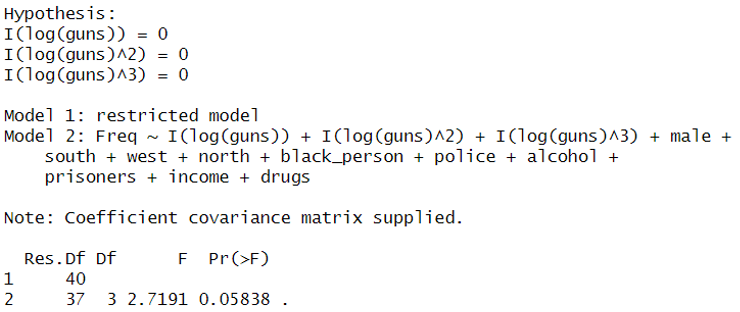 Hypothesis:
I(log(guns)) = 0
I(log(guns)^2) = 0
I(log(guns)^3) = 0
Model 1: restricted model
Model 2: Freq ~ I(log(guns)) + I(log(guns)^2) + I(log(guns)^3) + male +
south + west + north + black_person + police + alcohol +
prisoners + income + drugs
Note: Coefficient covariance matrix supplied.
Res.Df Df F Pr(>F)
1 40
2 37 3 2.7191 0.05838 .